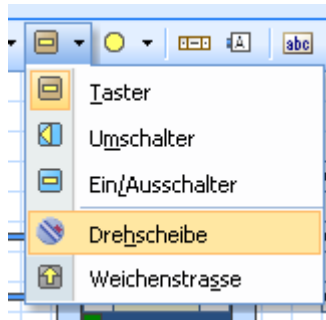 A abc
Taster
Umschalter
Ein/Ausschalter
Drehscheibe
Weichenstrasse